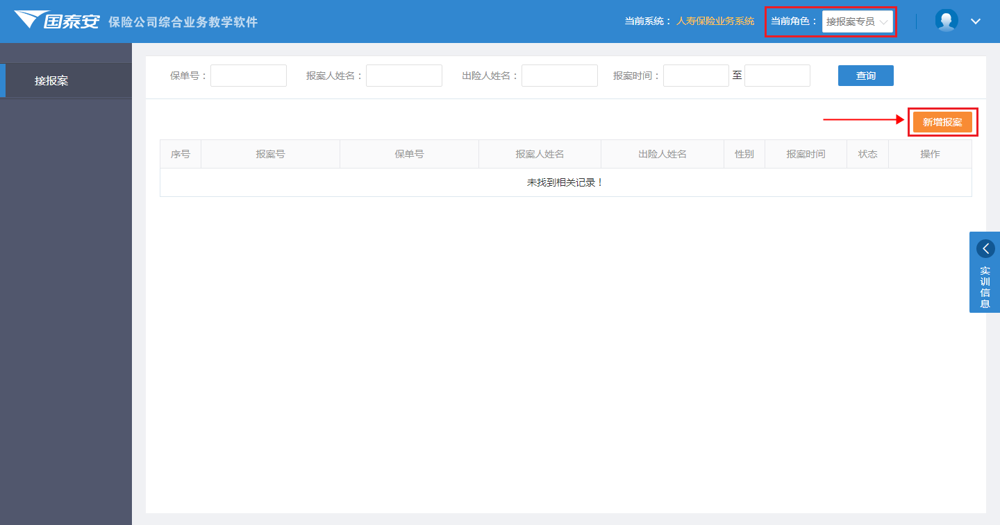 国泰安 保险公司综合业务教学软件 当前系统： 人寿保险业务系统 当前角色： 接报案专员
接报案
保单号： 报案人姓名： 出险人姓名： 报案时间： 至 查询
新增报案
序号 报案号 保单号 报案人姓名 出险人姓名 性别 报案时间 状态 操作
未找到相关记录！
实
训
信
息